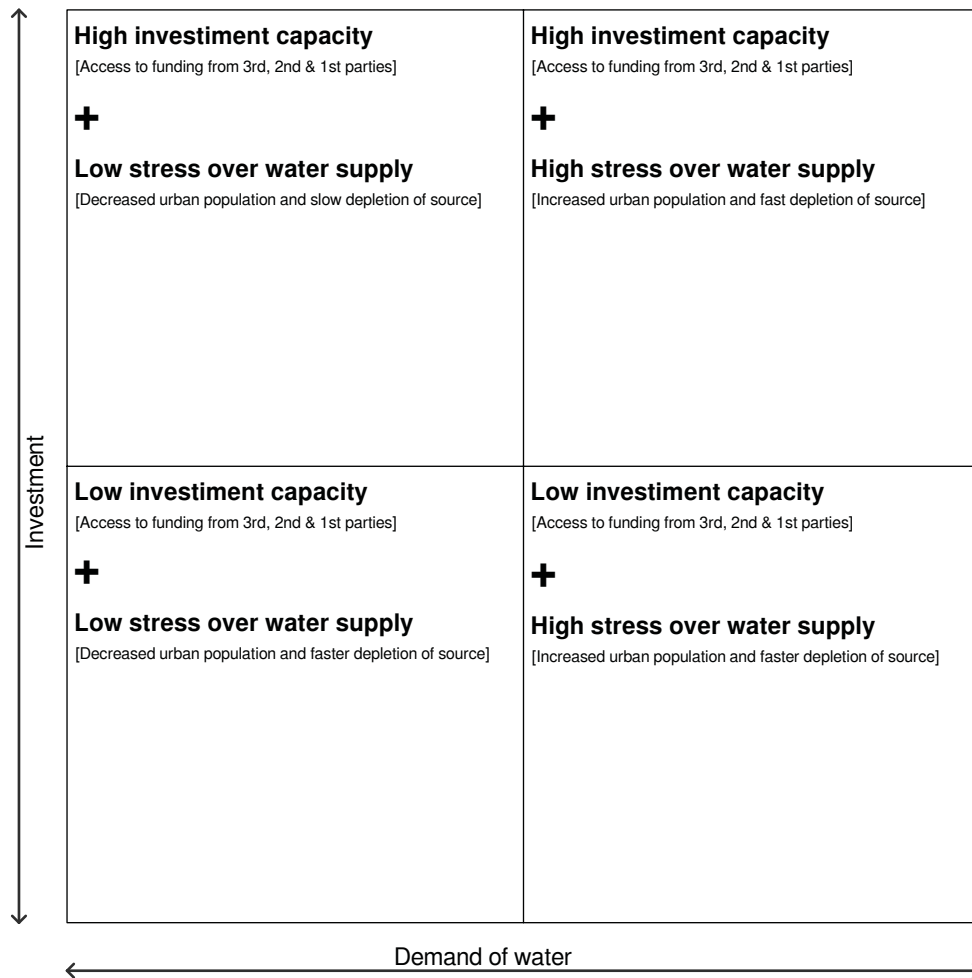 High investiment capacity
[Access to funding from 3rd, 2nd & 1st parties]
+
Low stress over water supply
[Decreased urban population and slow depletion of source]
High investiment capacity
[Access to funding from 3rd, 2nd & 1st parties]
+
High stress over water supply
[Increased urban population and fast depletion of source]
Investment
Low investiment capacity
[Access to funding from 3rd, 2nd & 1st parties]
+
Low stress over water supply
[Decreased urban population and faster depletion of source]
Low investiment capacity
[Access to funding from 3rd, 2nd & 1st parties]
+
High stress over water supply
[Increased urban population and faster depletion of source]
Demand of water